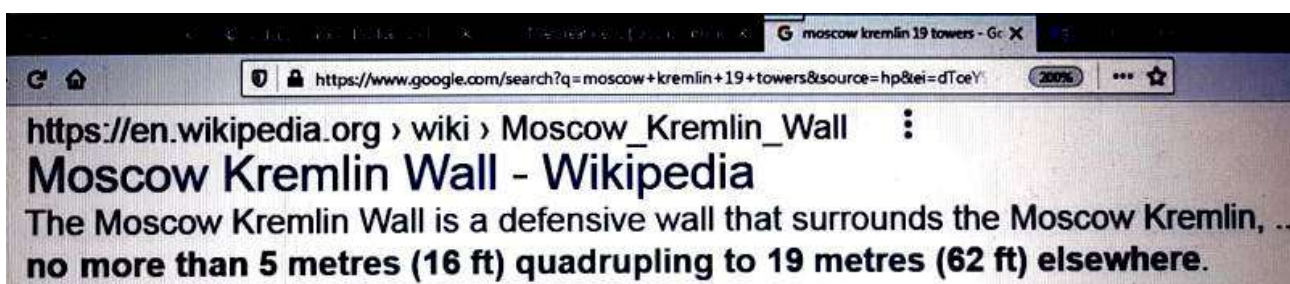 G moscow kremlin 19 towers - Gc X
https://www.google.com/search?q=moscow+kremlin+19+towers&source=hp&ei=dTceY 200%
https://en.wikipedia.org › wiki › Moscow_Kremlin_Wall
Moscow Kremlin Wall - Wikipedia
The Moscow Kremlin Wall is a defensive wall that surrounds the Moscow Kremlin, ..
no more than 5 metres (16 ft) quadrupling to 19 metres (62 ft) elsewhere.